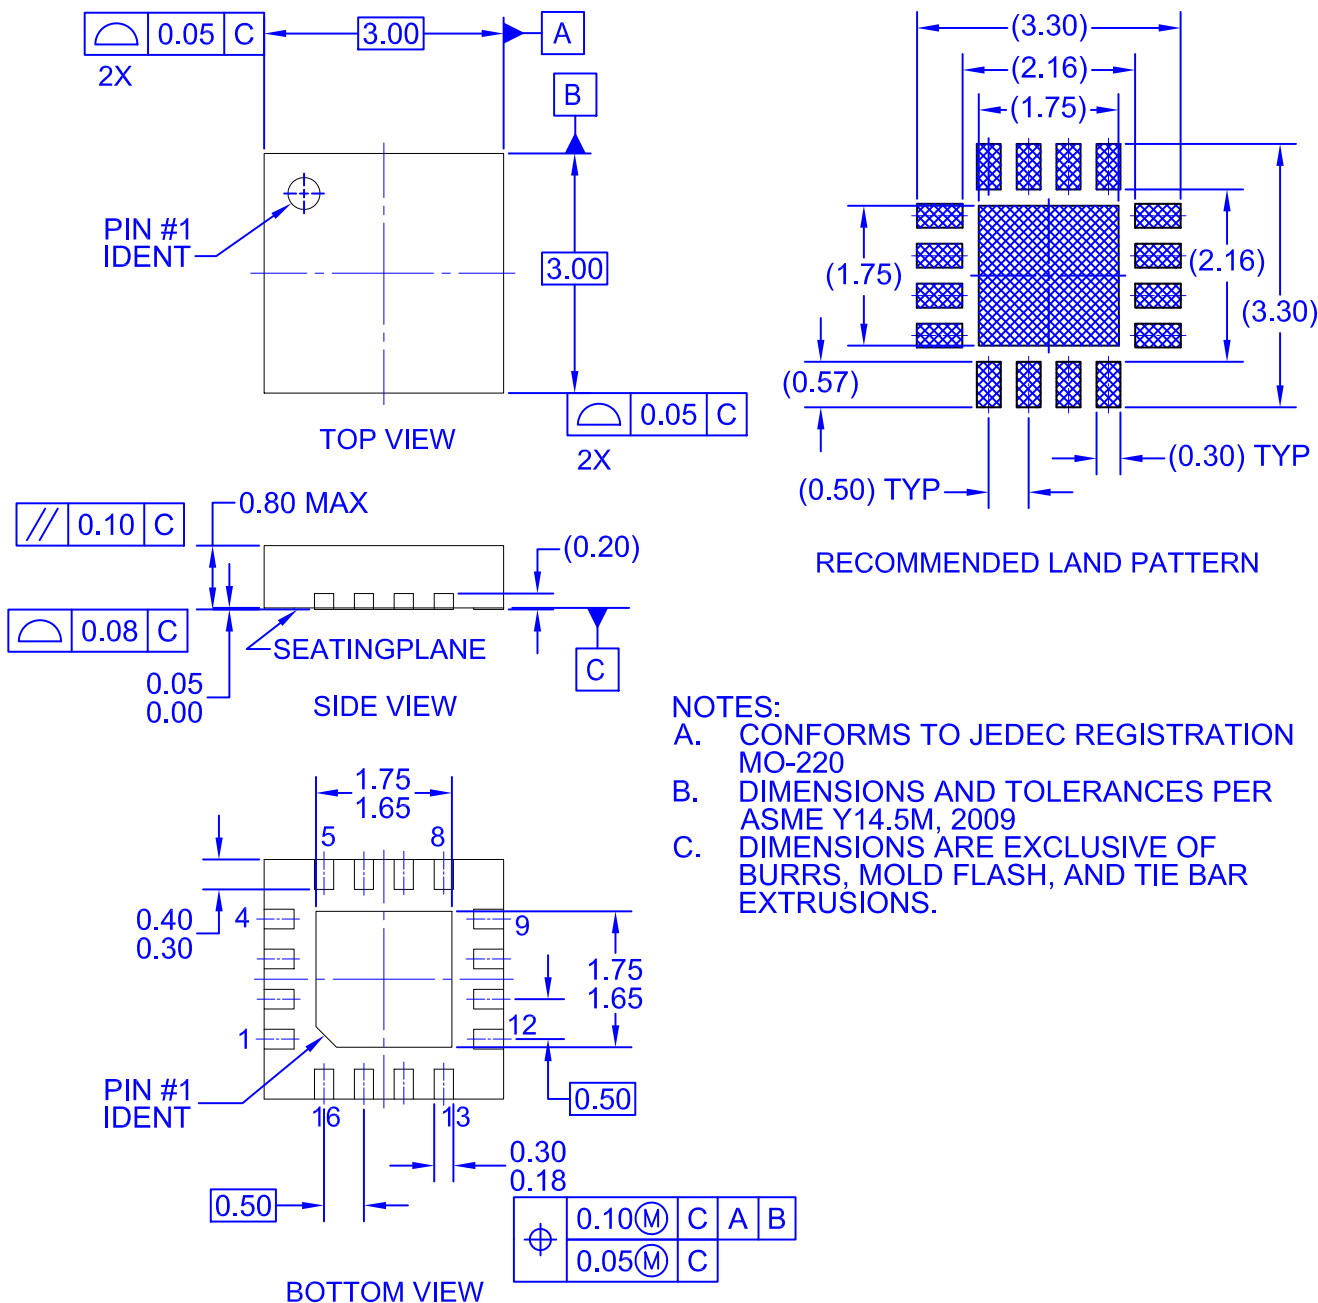 0.05 C
2X
3.00
A
B
PIN #1
IDENT
3.00
0.05 C
2X
TOP VIEW
(3.30)
(2.16)
(1.75)
(1.75)
(2.16)
(3.30)
(0.57)
(0.30) TYP
(0.50) TYP
RECOMMENDED LAND PATTERN
// 0.10 C
0.80 MAX
(0.20)
0.08 C
SEATINGPLANE
C
0.05
0.00
SIDE VIEW
NOTES:
A. CONFORMS TO JEDEC REGISTRATION
MO-220
B. DIMENSIONS AND TOLERANCES PER
ASME Y14.5M, 2009
C. DIMENSIONS ARE EXCLUSIVE OF
BURRS, MOLD FLASH, AND TIE BAR
EXTRUSIONS.
1.75
1.65
5 8
0.40
0.30
4 9
1.75
1.65
1 12
PIN #1
IDENT
16 13
0.50
0.30
0.18
0.50
0.10Ⓜ C A B
0.05Ⓜ C
BOTTOM VIEW